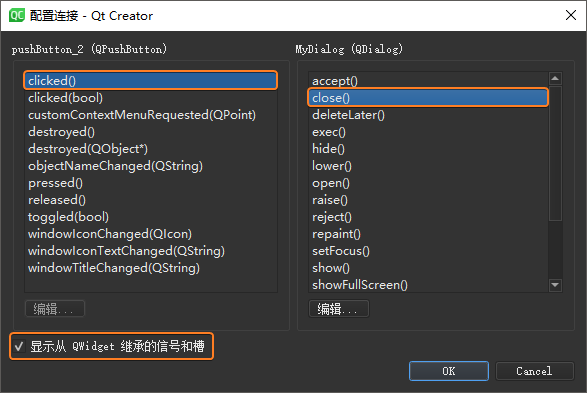 QC 配置连接 - Qt Creator
pushButton_2 (QPushButton)
clicked()
clicked(bool)
customContextMenuRequested(QPoint)
destroyed()
destroyed(QObject*)
objectNameChanged(QString)
pressed()
released()
toggled(bool)
windowIconChanged(QIcon)
windowIconTextChanged(QString)
windowTitleChanged(QString)
编辑...
MyDialog (QDialog)
accept()
close()
deleteLater()
exec()
hide()
lower()
open()
raise()
reject()
repaint()
setFocus()
show()
showFullScreen()
编辑...
显示从 QWidget 继承的信号和槽
OK
Cancel